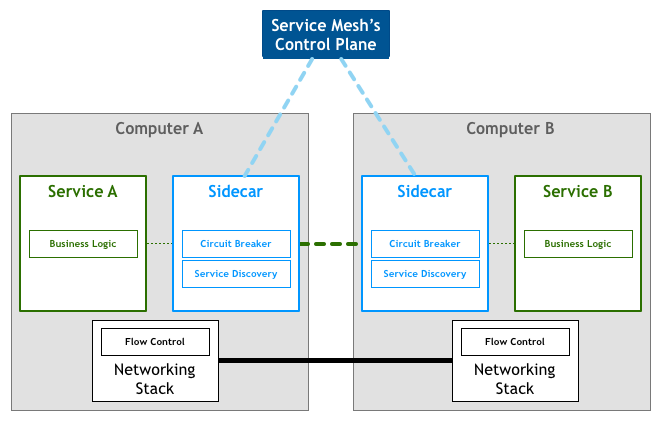 Service Mesh's
Control Plane
Computer A
Computer B
Service A
Sidecar
Sidecar
Service B
Business Logic
Circuit Breaker
Circuit Breaker
Business Logic
Service Discovery
Service Discovery
Flow Control
Flow Control
Networking
Stack
Networking
Stack